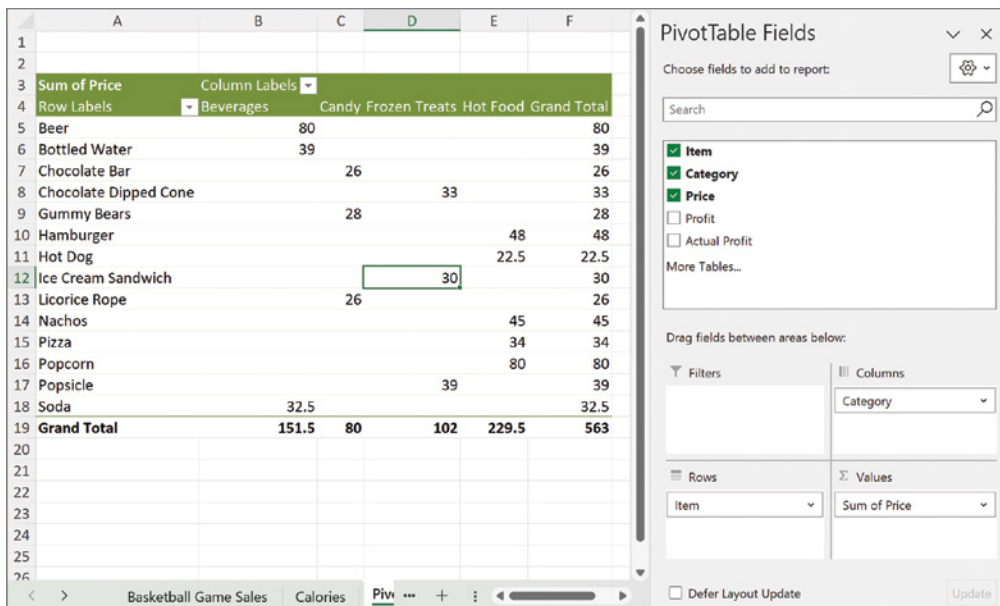 A B C D E F
1
2
3 Sum of Price Column Labels
4 Row Labels Beverages Candy Frozen Treats Hot Food Grand Total
5 Beer 80 80
6 Bottled Water 39 39
7 Chocolate Bar 26 26
8 Chocolate Dipped Cone 33 33
9 Gummy Bears 28 28
10 Hamburger 48 48
11 Hot Dog 22.5 22.5
12 Ice Cream Sandwich 30 30
13 Licorice Rope 26 26
14 Nachos 45 45
15 Pizza 34 34
16 Popcorn 80 80
17 Popsicle 39 39
18 Soda 32.5 32.5
19 Grand Total 151.5 80 102 229.5 563
20
21
22
23
24
25
26
Basketball Game Sales Calories Piv ...
PivotTable Fields
Choose fields to add to report:
Search
Item
Category
Price
Profit
Actual Profit
More Tables...
Drag fields between areas below:
Filters Columns
Category
Rows Σ Values
Item Sum of Price
Defer Layout Update Update